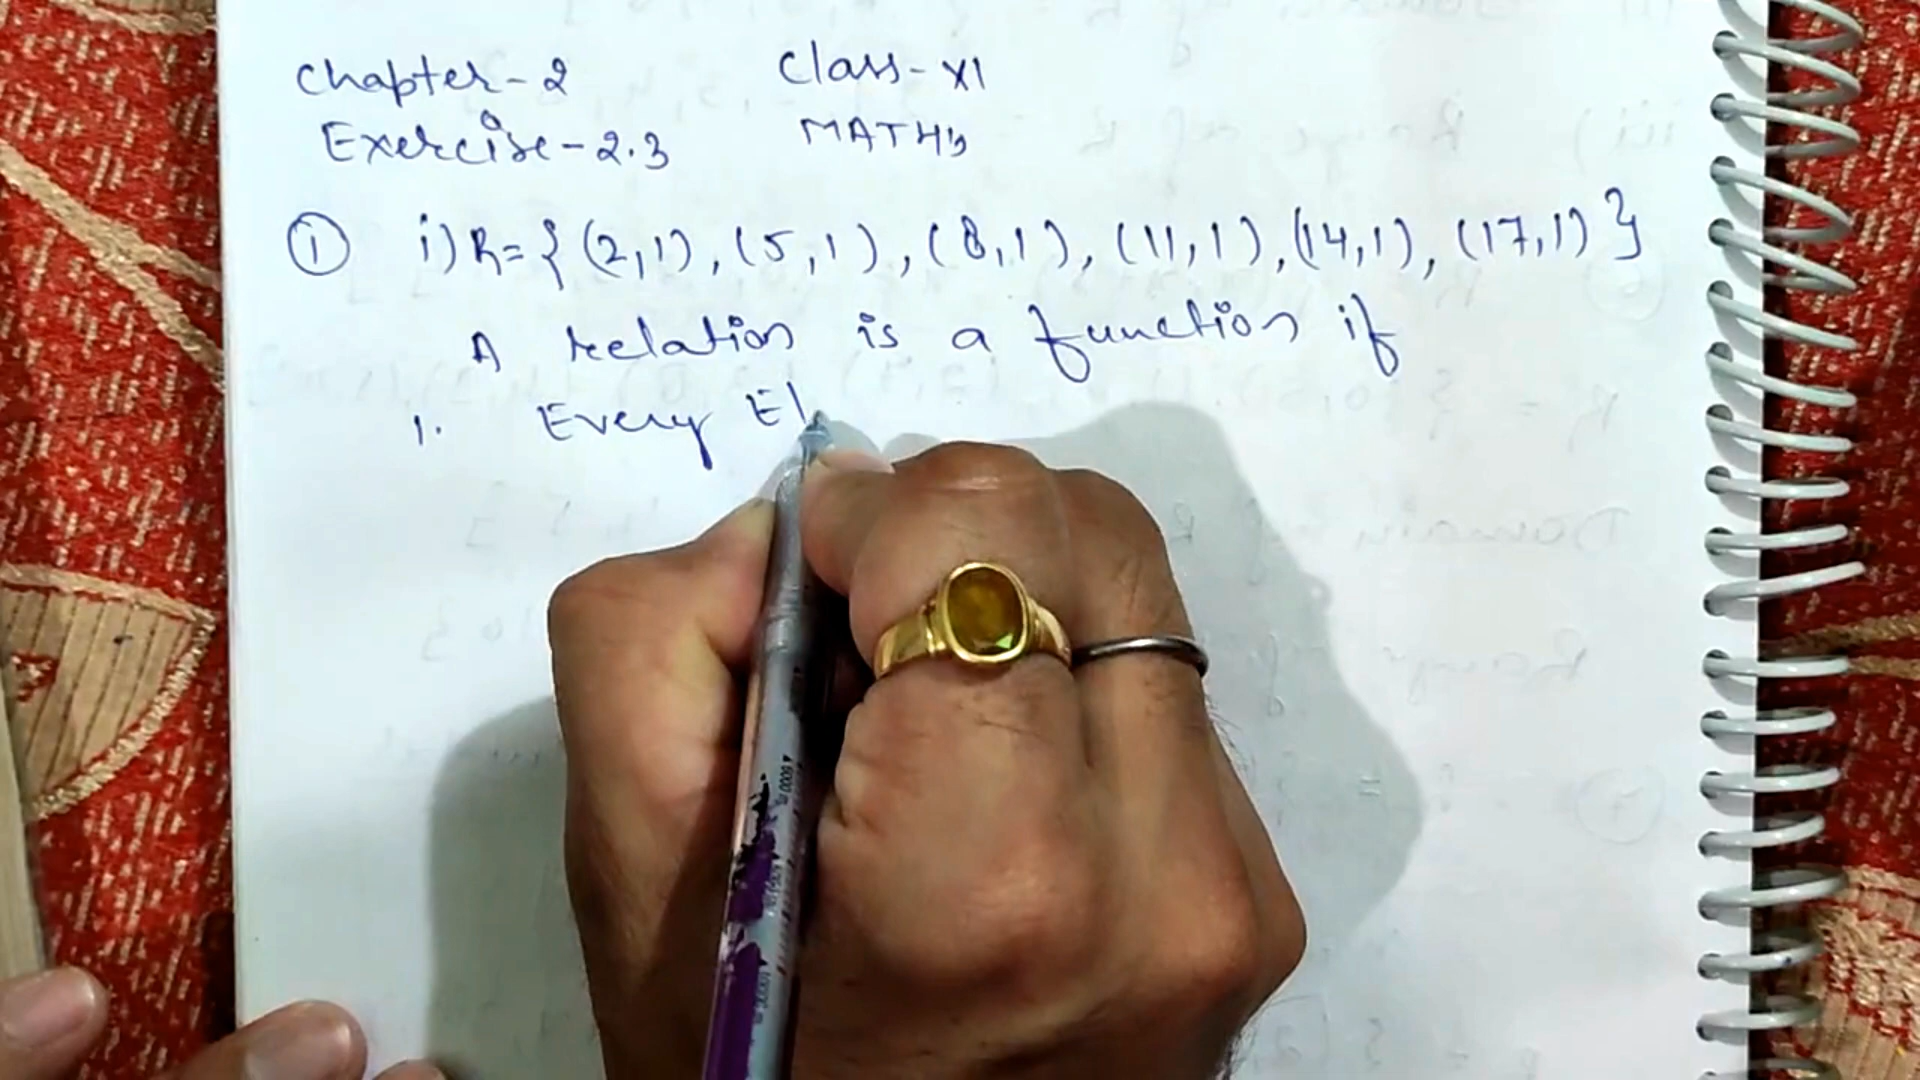 Chapter-2 Class-XI
Exercise-2.3 MATHs
① i) R = { (2,1), (5,1), (8,1), (11,1), (14,1), (17,1) }
A relation is a function if
1. Every El